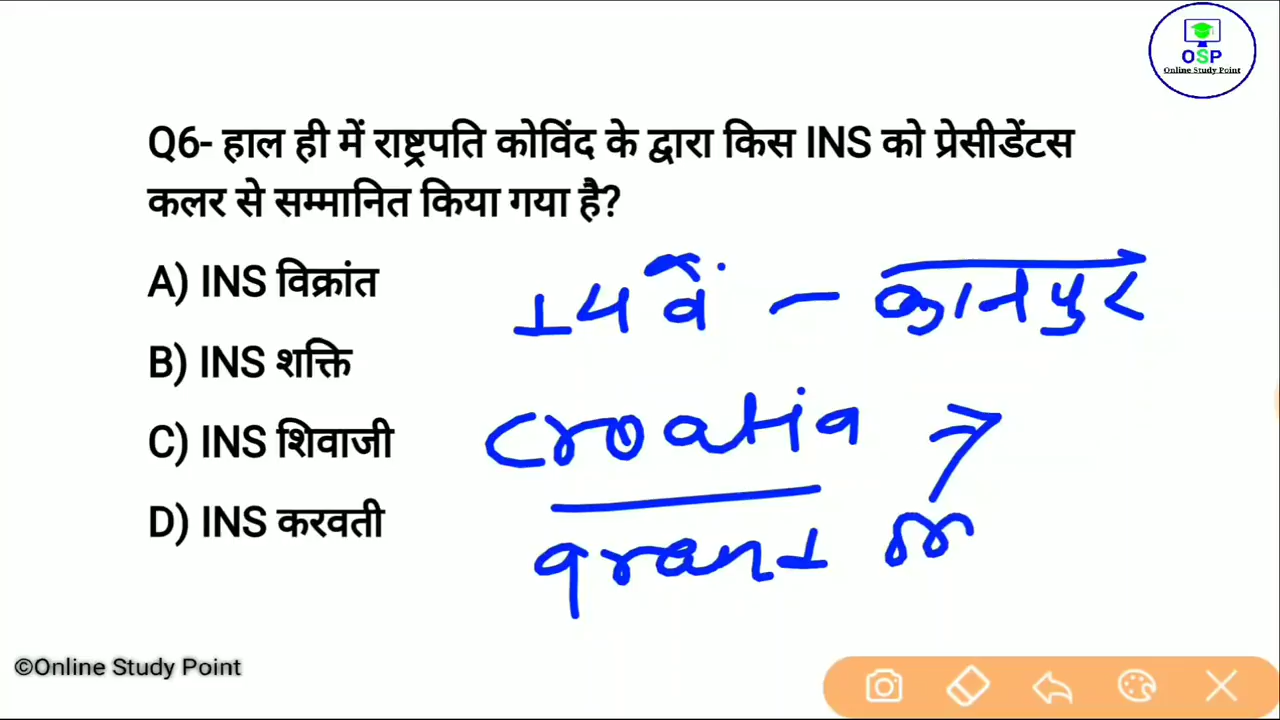 OSP
Online Study Point
Q6- हाल ही में राष्ट्रपति कोविंद के द्वारा किस INS को प्रेसीडेंटस
कलर से सम्मानित किया गया है?
A) INS विक्रांत
14वें – कानपुर
B) INS शक्ति
C) INS शिवाजी
Croatia 7
D) INS करवती
©Online Study Point